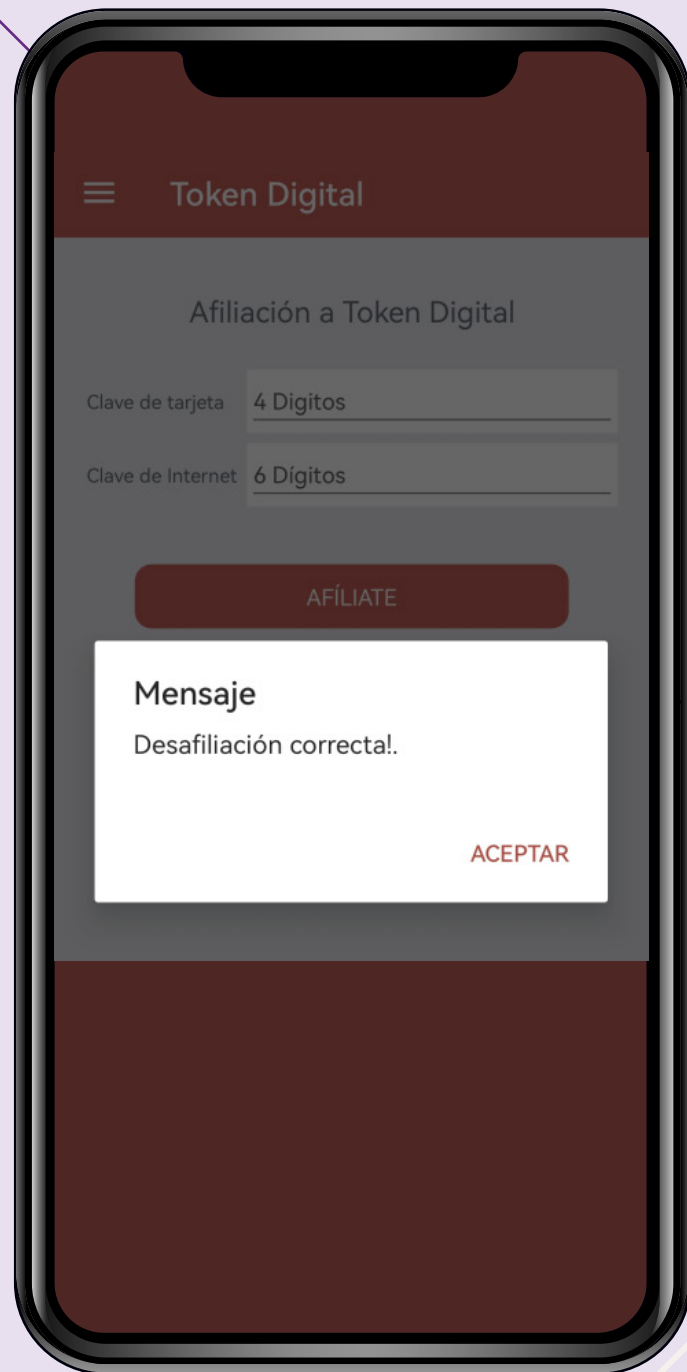 Token Digital
Afiliación a Token Digital
Clave de tarjeta 4 Digitos
Clave de Internet 6 Dígitos
AFÍLIATE
Mensaje
Desafiliación correcta!.
ACEPTAR